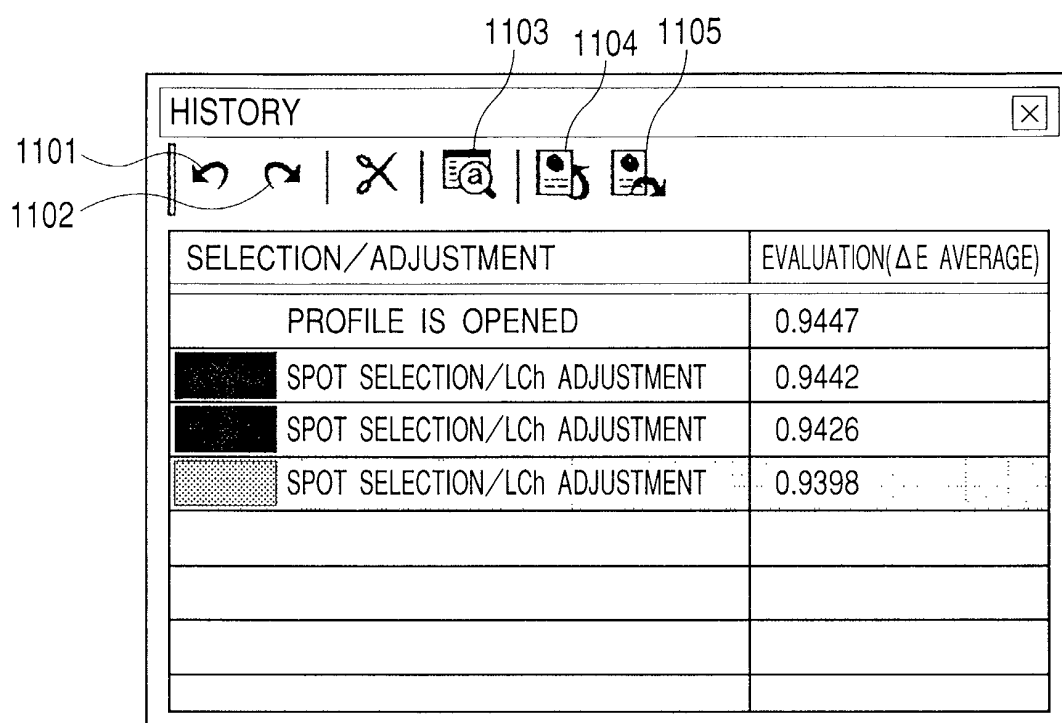 1103
1104
1105
HISTORY
1101
1102
a
SELECTION/ADJUSTMENT EVALUATION(ΔE AVERAGE)
PROFILE IS OPENED 0.9447
SPOT SELECTION/LCh ADJUSTMENT 0.9442
SPOT SELECTION/LCh ADJUSTMENT 0.9426
SPOT SELECTION/LCh ADJUSTMENT 0.9398